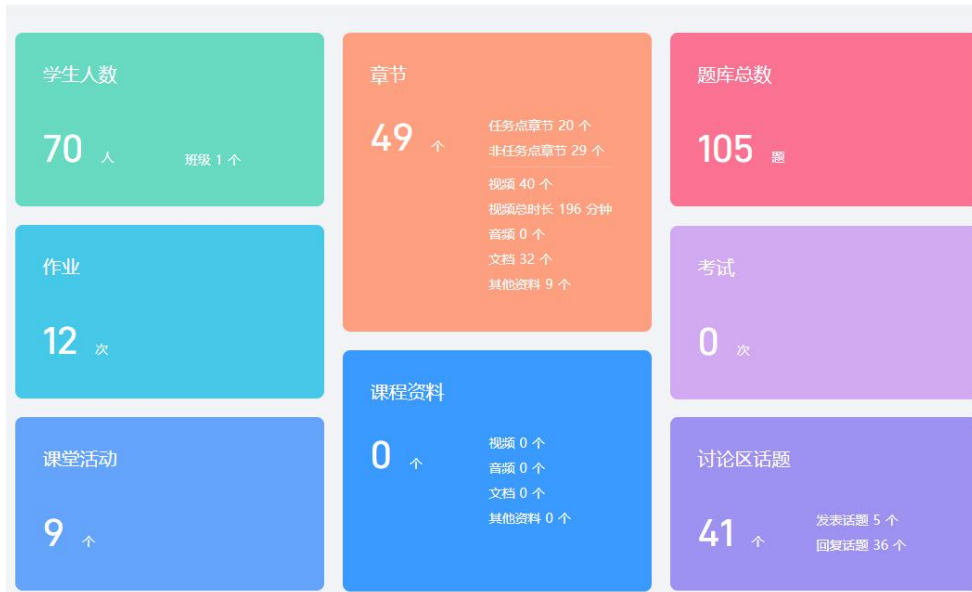 学生人数
70 人
班级 1 个
作业
12 次
课堂活动
9 个
章节
49 个
任务点章节 20 个
非任务点章节 29 个
视频 40 个
视频总时长 196 分钟
音频 0 个
文档 32 个
其他资料 9 个
课程资料
0 个
视频 0 个
音频 0 个
文档 0 个
其他资料 0 个
题库总数
105 题
考试
0 次
讨论区话题
41 个
发表话题 5 个
回复话题 36 个